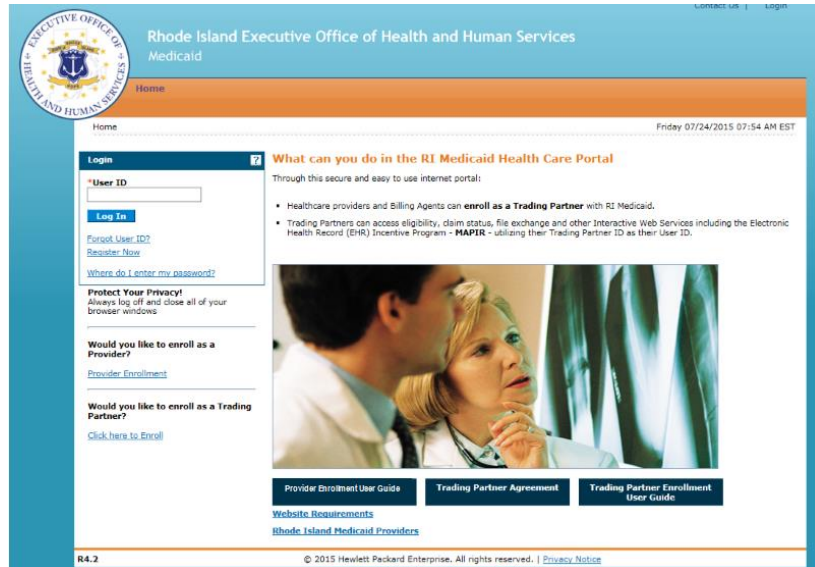 Contact Us | Login
EXECUTIVE OFFICE OF
HEALTH AND HUMAN SERVICES
HOPE
Rhode Island Executive Office of Health and Human Services
Medicaid
Home
Home
Friday 07/24/2015 07:54 AM EST
Login ?
*User ID
Log In
Forgot User ID?
Register Now
Where do I enter my password?
Protect Your Privacy!
Always log off and close all of your
browser windows
Would you like to enroll as a
Provider?
Provider Enrollment
Would you like to enroll as a Trading
Partner?
Click here to Enroll
What can you do in the RI Medicaid Health Care Portal
Through this secure and easy to use internet portal:
• Healthcare providers and Billing Agents can enroll as a Trading Partner with RI Medicaid.
• Trading Partners can access eligibility, claim status, file exchange and other Interactive Web Services including the Electronic
Health Record (EHR) Incentive Program - MAPIR - utilizing their Trading Partner ID as their User ID.
Provider Enrollment User Guide
Trading Partner Agreement
Trading Partner Enrollment
User Guide
Website Requirements
Rhode Island Medicaid Providers
R4.2
© 2015 Hewlett Packard Enterprise. All rights reserved. | Privacy Notice